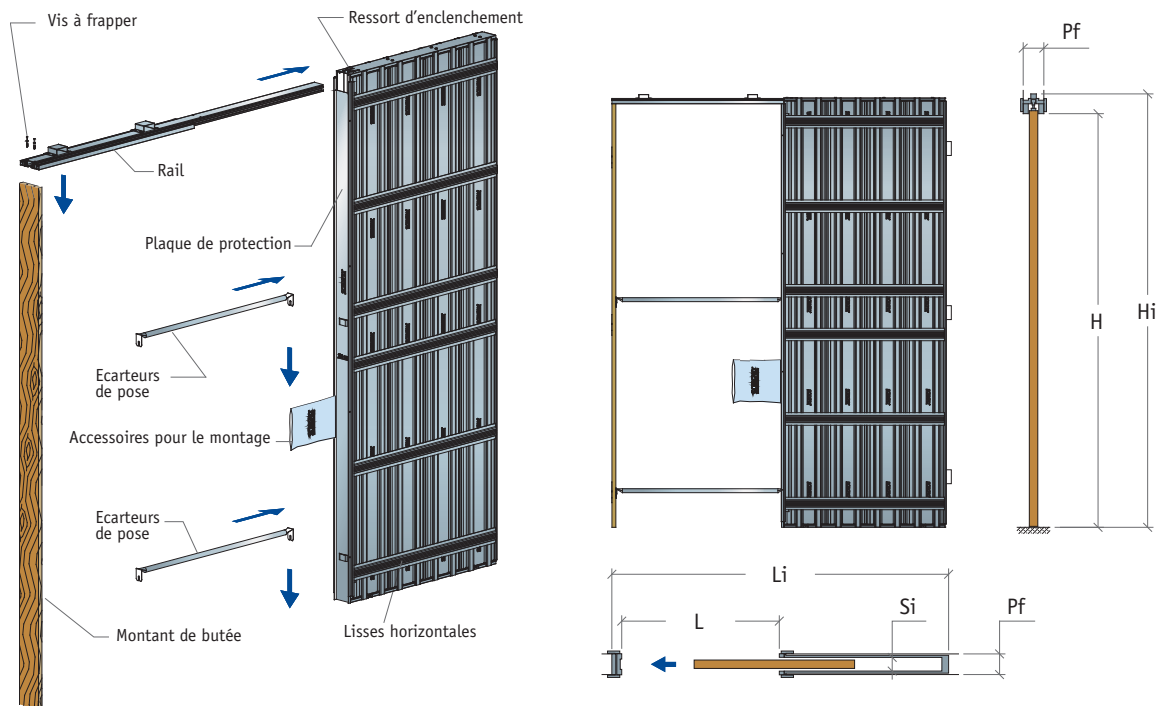 Vis à frapper
Ressort d'enclenchement
Rail
Plaque de protection
Ecarteurs
de pose
Accessoires pour le montage
Ecarteurs
de pose
Montant de butée
Lisses horizontales
Pf
H
Hi
Li
L
Si
Pf